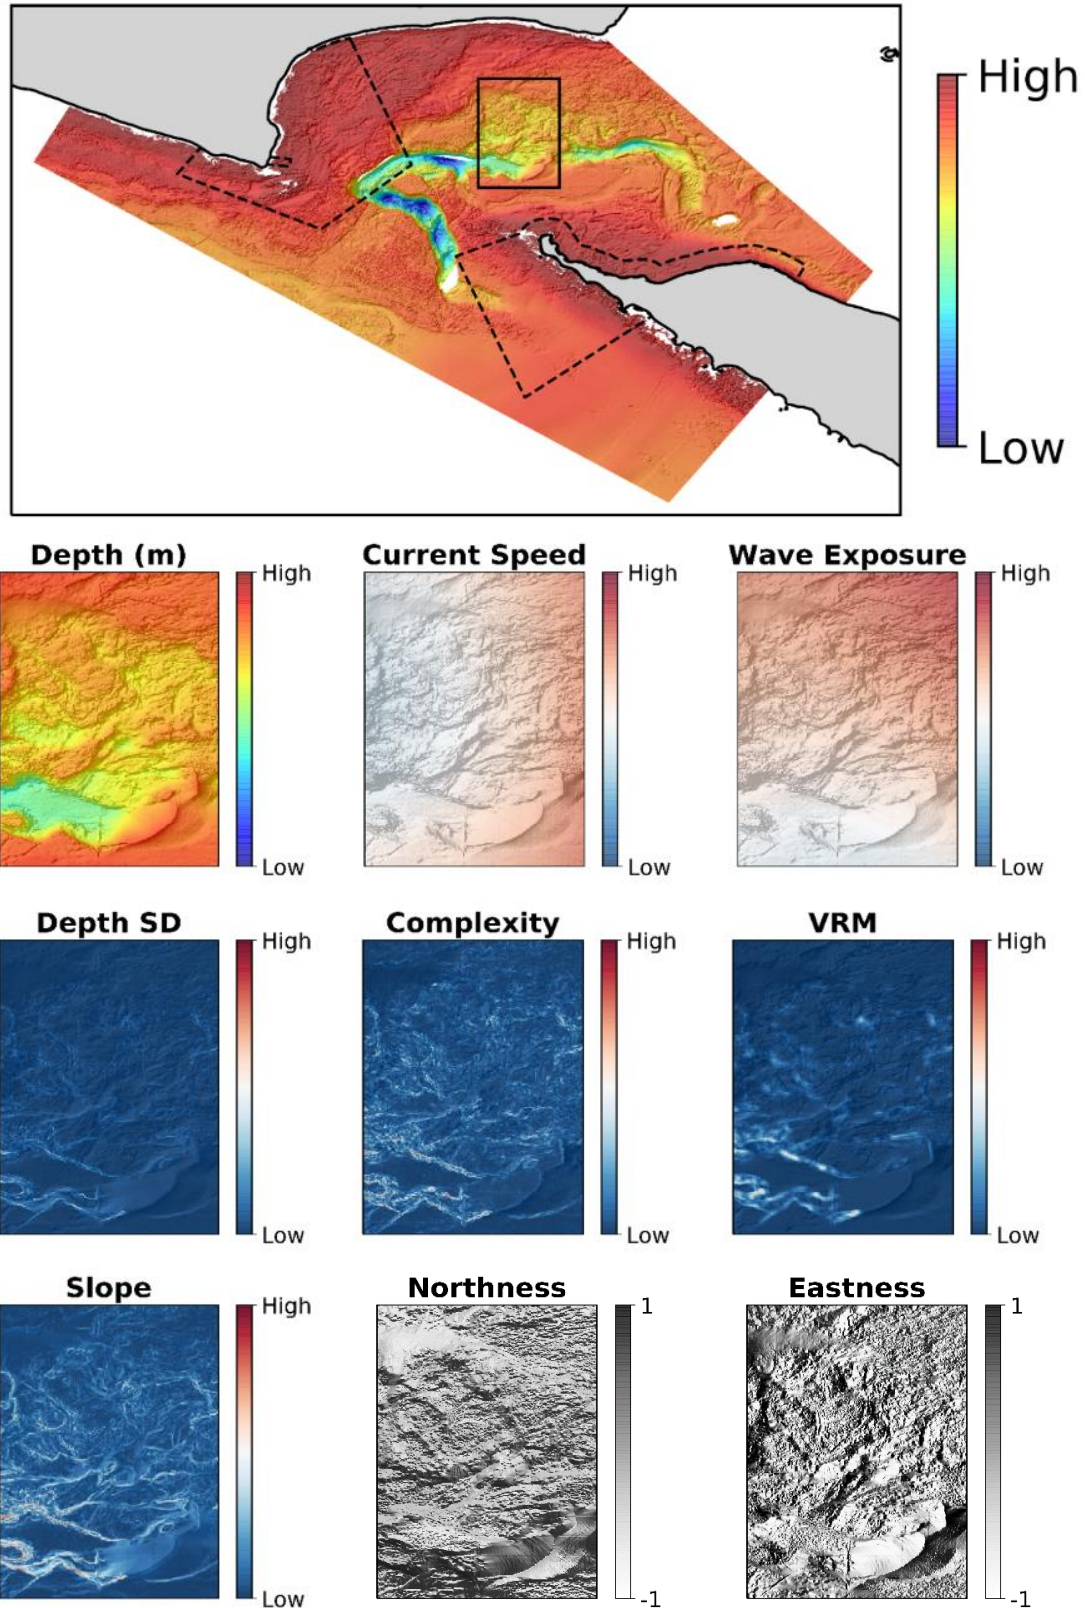 High
Low
Depth (m)
Current Speed
Wave Exposure
High
High
High
Low
Low
Low
Depth SD
Complexity
VRM
High
High
High
Low
Low
Low
Slope
Northness
Eastness
High
1
1
Low
-1
-1